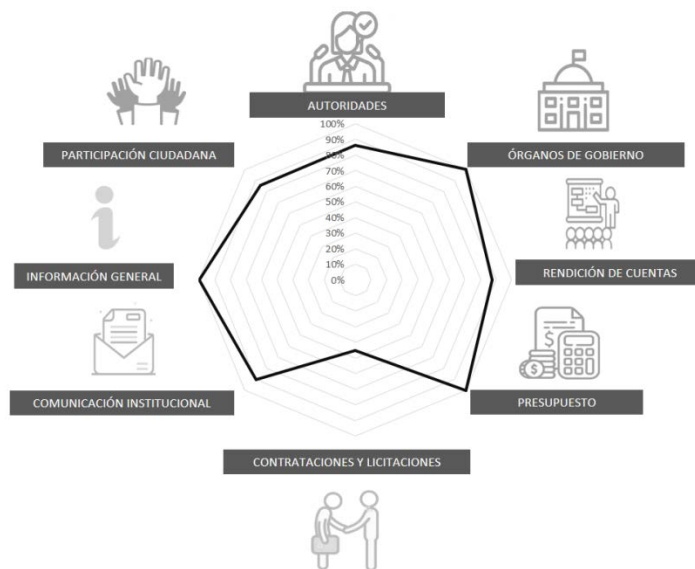 AUTORIDADES
100%
90%
80%
70%
60%
50%
40%
30%
20%
10%
0%
PARTICIPACIÓN CIUDADANA
ÓRGANOS DE GOBIERNO
INFORMACIÓN GENERAL
RENDICIÓN DE CUENTAS
COMUNICACIÓN INSTITUCIONAL
PRESUPUESTO
CONTRATACIONES Y LICITACIONES